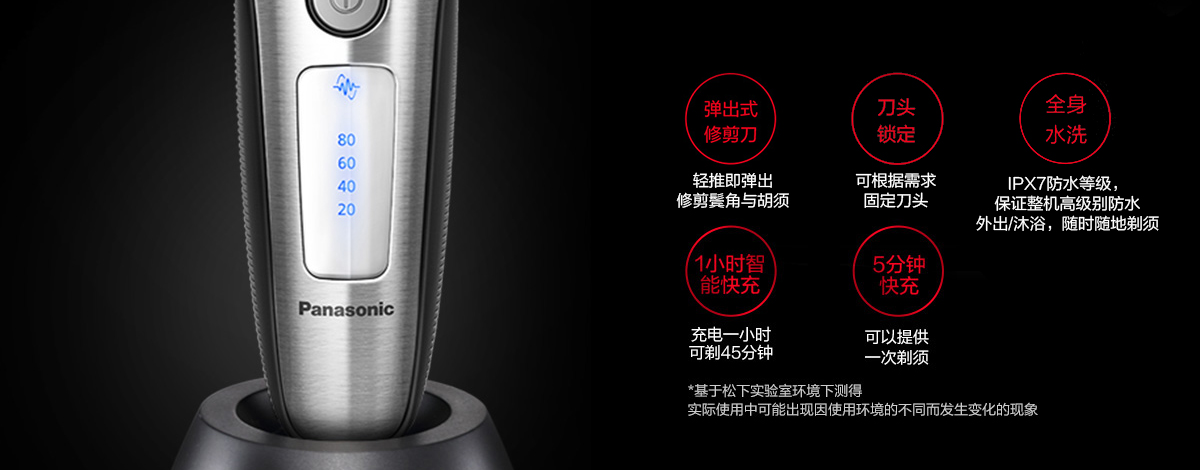 80
60
40
20
Panasonic
弹出式
修剪刀
轻推即弹出
修剪鬓角与胡须
刀头
锁定
可根据需求
固定刀头
全身
水洗
IPX7防水等级，
保证整机高级别防水
外出/沐浴，随时随地剃须
1小时智
能快充
充电一小时
可剃45分钟
5分钟
快充
可以提供
一次剃须
*基于松下实验室环境下测得
实际使用中可能出现因使用环境的不同而发生变化的现象